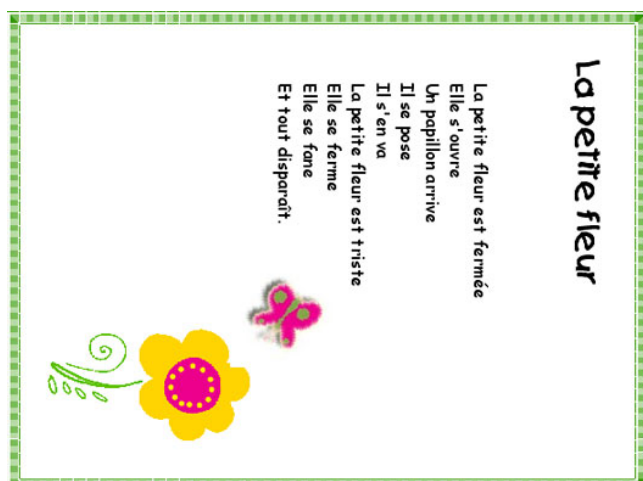 La petite fleur
La petite fleur est fermée
Elle s'ouvre
Un papillon arrive
Il se pose
Il s'en va
La petite fleur est triste
Elle se ferme
Elle se fane
Et tout disparaît.